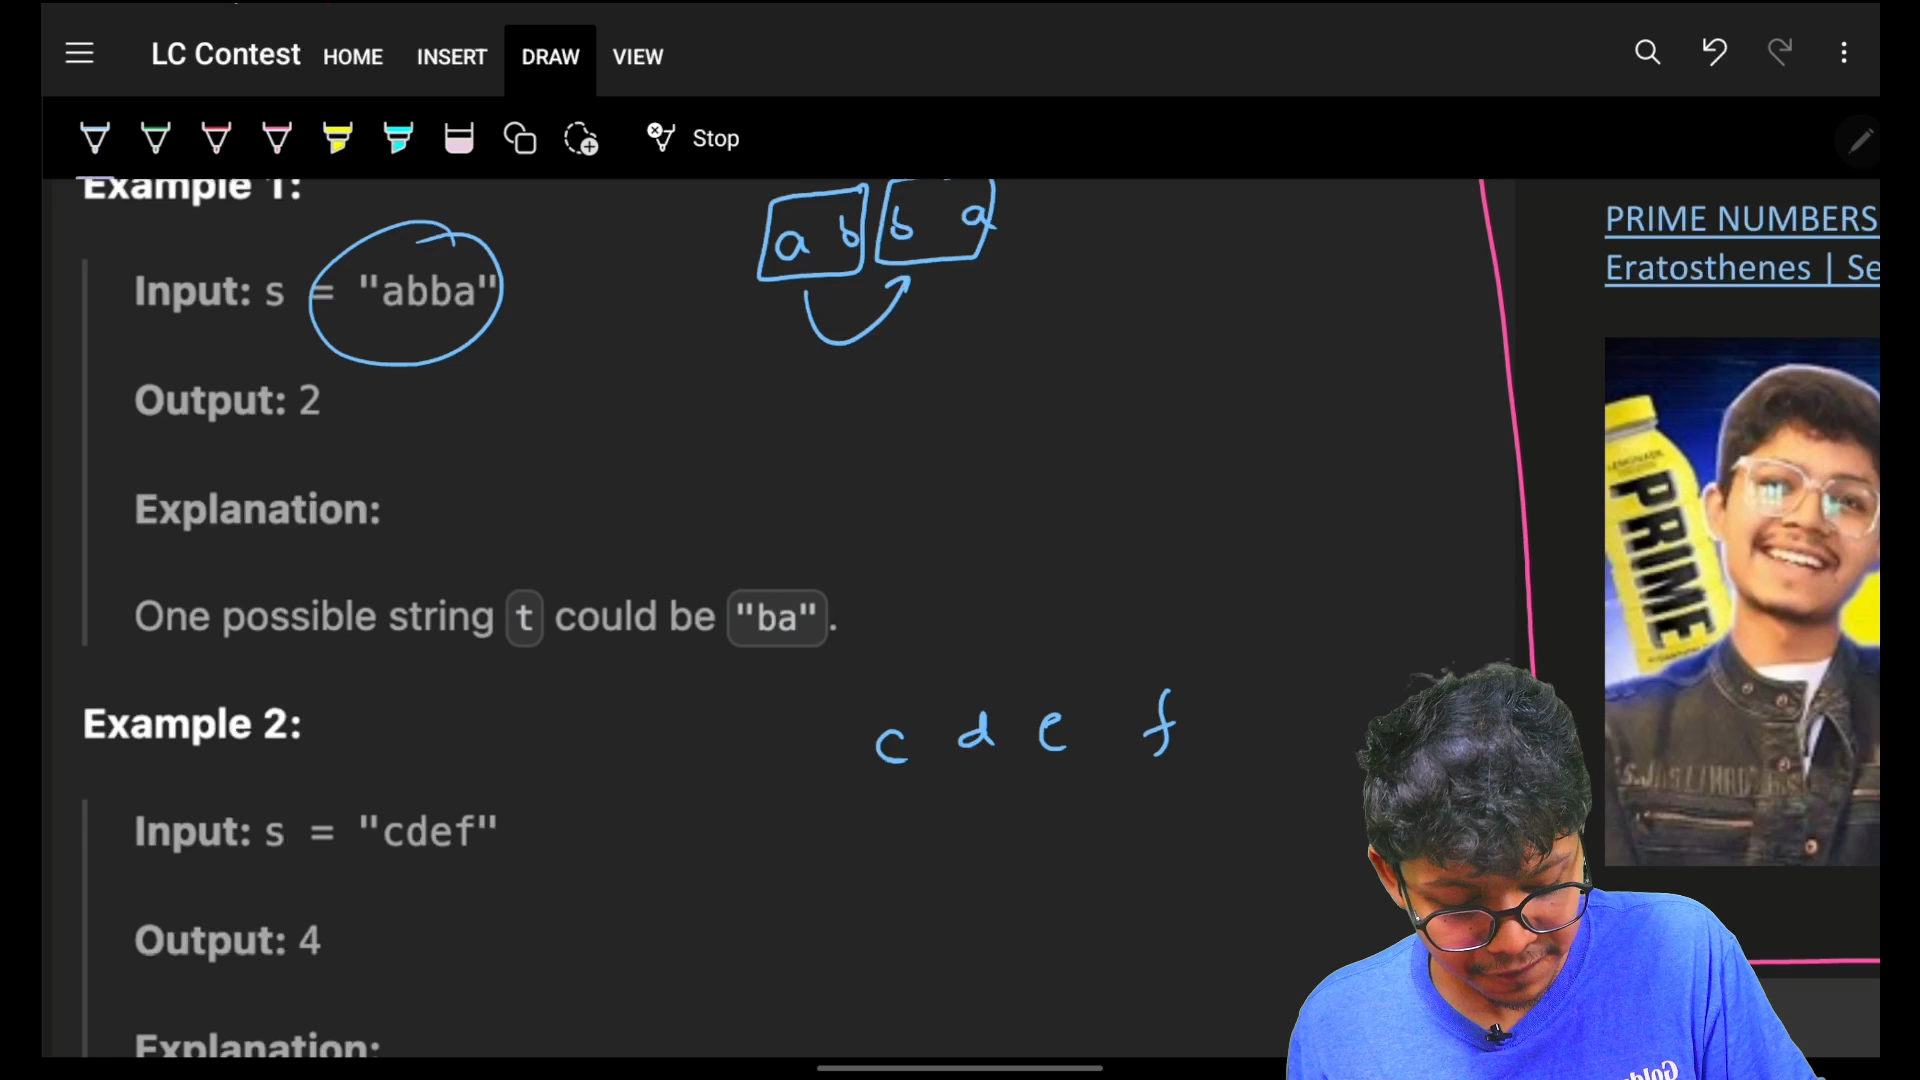 LC Contest HOME INSERT DRAW VIEW
Stop
Example 1:
a b b a
PRIME NUMBERS
Eratosthenes | Se
Input: s = "abba"
Output: 2
PRIME
Explanation:
One possible string t could be "ba".
Example 2:
c d e f
Input: s = "cdef"
Output: 4
Explanation: